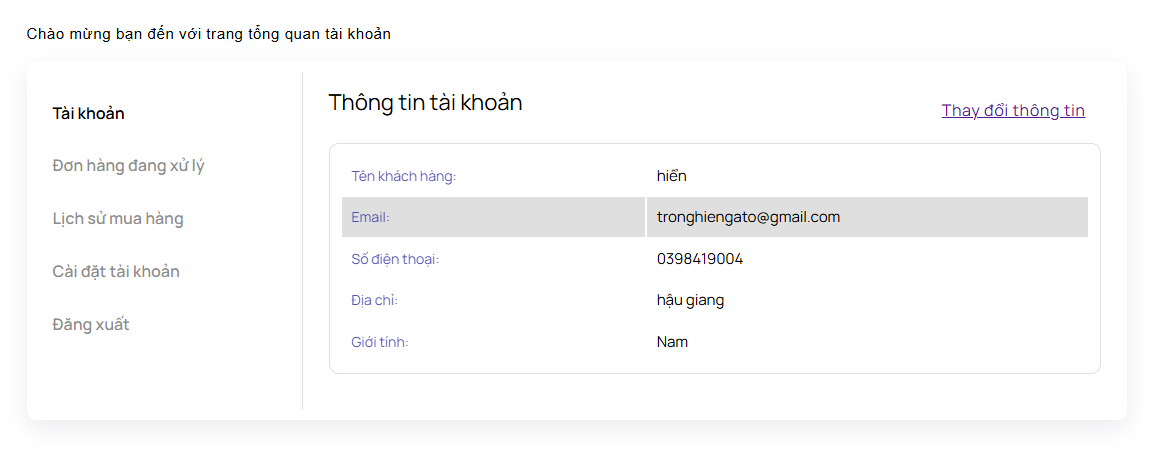 Chào mừng bạn đến với trang tổng quan tài khoản
Tài khoản
Đơn hàng đang xử lý
Lịch sử mua hàng
Cài đặt tài khoản
Đăng xuất
Thông tin tài khoản
Thay đổi thông tin
Tên khách hàng: hiển
Email: tronghiengato@gmail.com
Số điện thoại: 0398419004
Địa chỉ: hậu giang
Giới tính: Nam